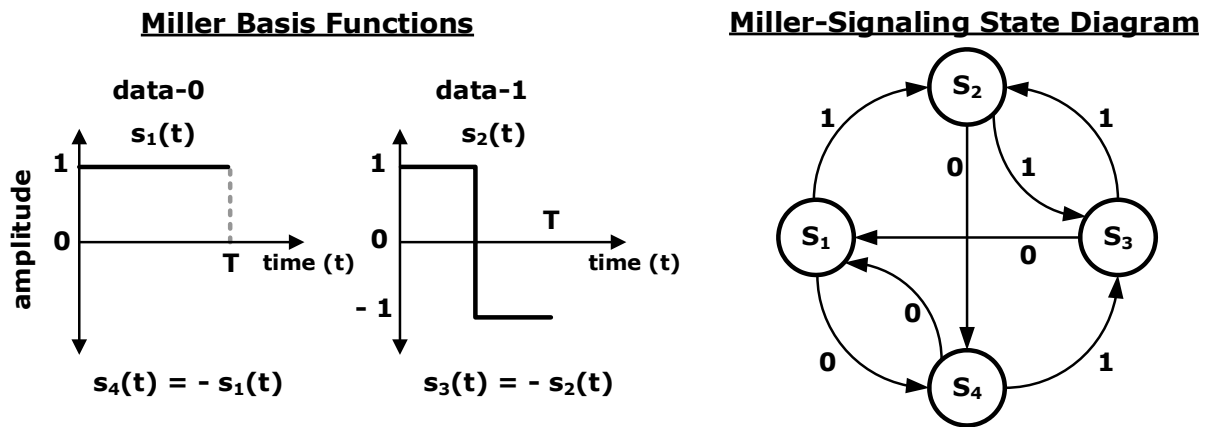 Miller Basis Functions
data-0
s₁(t)
amplitude
1
0
T
time (t)
s₄(t) = - s₁(t)
data-1
s₂(t)
1
0
- 1
T
time (t)
s₃(t) = - s₂(t)
Miller-Signaling State Diagram
S₂
1
1
0
1
S₁
S₃
0
0
0
1
S₄